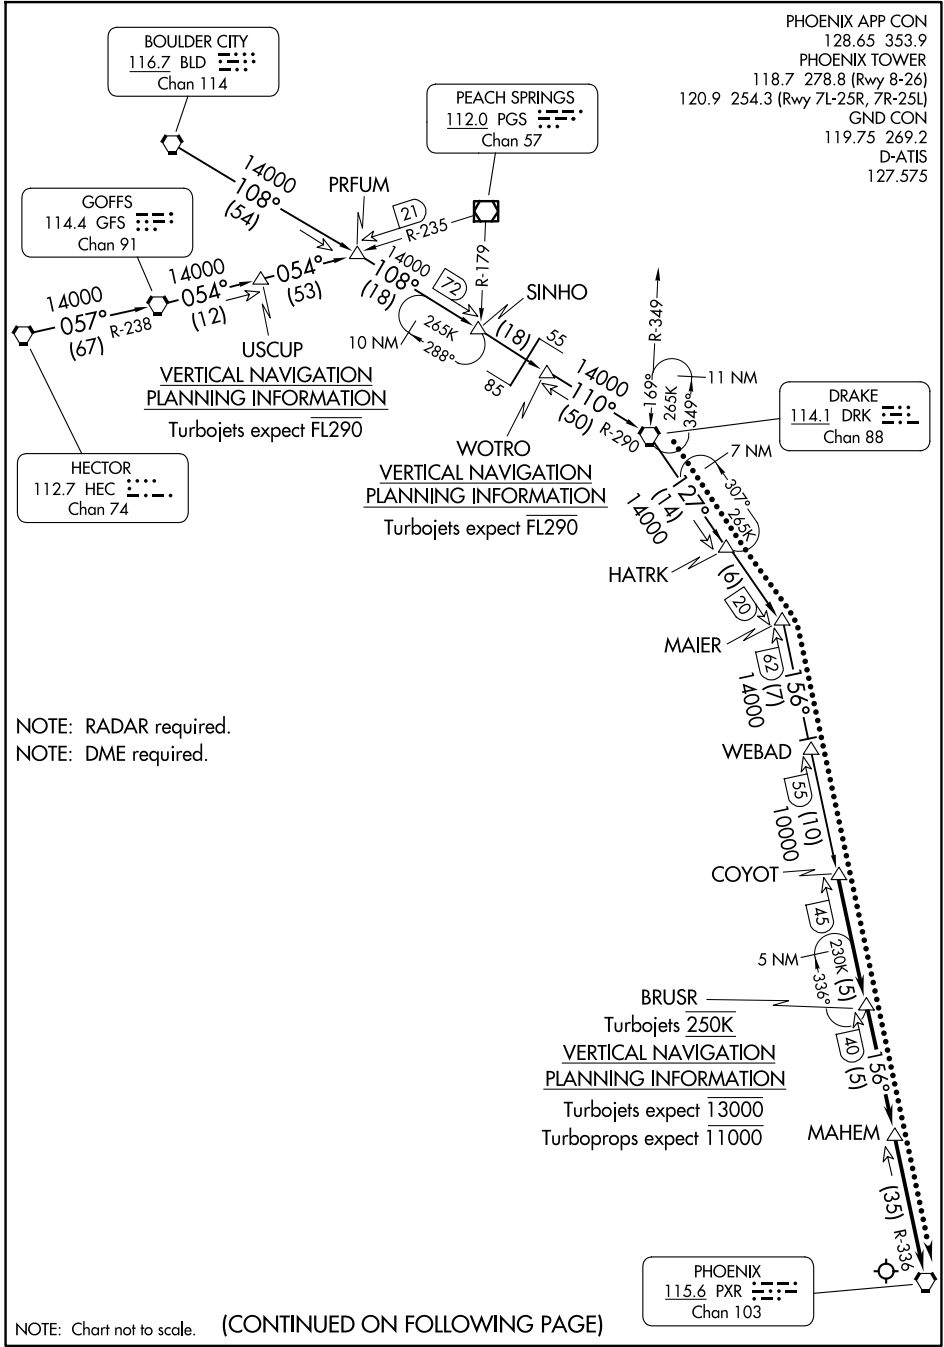 PHOENIX APP CON
128.65 353.9
PHOENIX TOWER
118.7 278.8 (Rwy 8-26)
120.9 254.3 (Rwy 7L-25R, 7R-25L)
GND CON
119.75 269.2
D-ATIS
127.575
BOULDER CITY
116.7 BLD
Chan 114
PEACH SPRINGS
112.0 PGS
Chan 57
GOFFS
114.4 GFS
Chan 91
14000
108°
(54)
PRFUM
21
R-235
R-179
14000
057°
(67)
R-238
14000
054°
(12)
054°
(53)
14000
108°
(18)
72
SINHO
265K
288°
10 NM
(18)
55
85
USCUP
VERTICAL NAVIGATION
PLANNING INFORMATION
Turbojets expect FL290
14000
110°
(50)
R-290
R-349
169°
265K
349°
11 NM
DRAKE
114.1 DRK
Chan 88
HECTOR
112.7 HEC
Chan 74
WOTRO
VERTICAL NAVIGATION
PLANNING INFORMATION
Turbojets expect FL290
7 NM
307°
265K
127°
(14)
14000
HATRK
(6)
20
MAIER
62
(7)
14000
156°
NOTE: RADAR required.
NOTE: DME required.
WEBAD
55
(10)
10000
COYOT
45
5 NM
230K
336°
(5)
BRUSR
Turbojets 250K
VERTICAL NAVIGATION
PLANNING INFORMATION
Turbojets expect 13000
Turboprops expect 11000
40
(5)
156°
MAHEM
(35)
R-336
PHOENIX
115.6 PXR
Chan 103
NOTE: Chart not to scale.
(CONTINUED ON FOLLOWING PAGE)